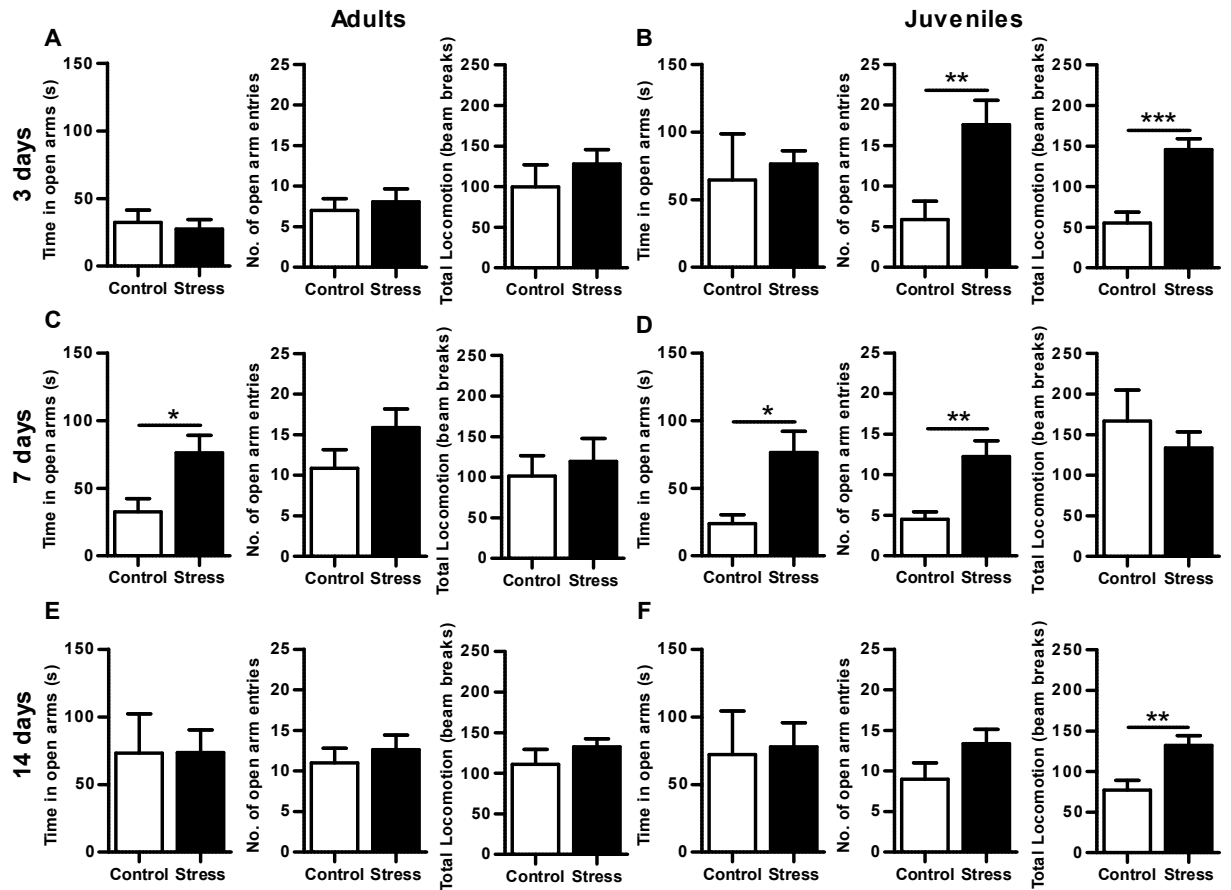 Adults
Juveniles
3 days
A
Time in open arms (s)
150
100
50
0
Control Stress
No. of open arm entries
25
20
15
10
5
0
Control Stress
Total Locomotion (beam breaks)
250
200
150
100
50
0
Control Stress
B
Time in open arms (s)
150
100
50
0
Control Stress
No. of open arm entries
25
20
15
10
5
0
**
Control Stress
Total Locomotion (beam breaks)
250
200
150
100
50
0
***
Control Stress
7 days
C
Time in open arms (s)
150
100
50
0
*
Control Stress
No. of open arm entries
25
20
15
10
5
0
Control Stress
Total Locomotion (beam breaks)
250
200
150
100
50
0
Control Stress
D
Time in open arms (s)
150
100
50
0
*
Control Stress
No. of open arm entries
25
20
15
10
5
0
**
Control Stress
Total Locomotion (beam breaks)
250
200
150
100
50
0
Control Stress
14 days
E
Time in open arms (s)
150
100
50
0
Control Stress
No. of open arm entries
25
20
15
10
5
0
Control Stress
Total Locomotion (beam breaks)
250
200
150
100
50
0
Control Stress
F
Time in open arms (s)
150
100
50
0
Control Stress
No. of open arm entries
25
20
15
10
5
0
Control Stress
Total Locomotion (beam breaks)
250
200
150
100
50
0
**
Control Stress